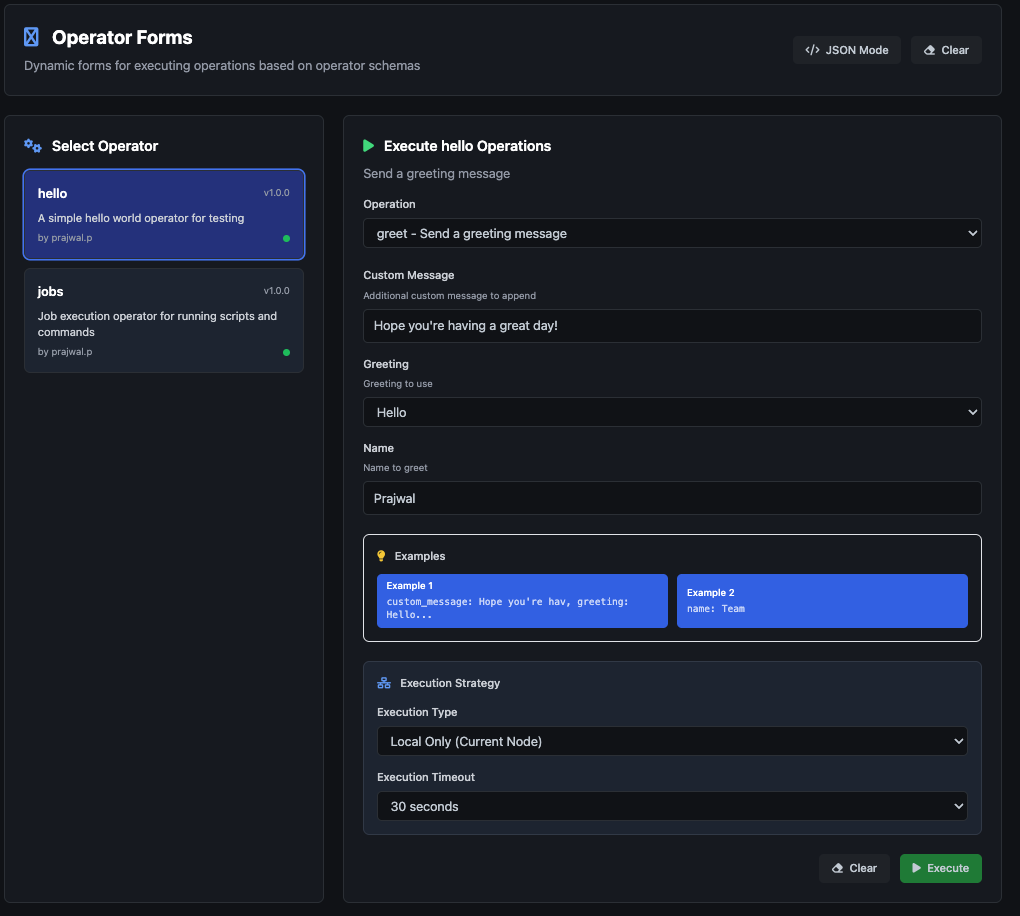 Operator Forms
Dynamic forms for executing operations based on operator schemas
</> JSON Mode
Clear
Select Operator
hello
v1.0.0
A simple hello world operator for testing
by prajwal.p
jobs
v1.0.0
Job execution operator for running scripts and
commands
by prajwal.p
Execute hello Operations
Send a greeting message
Operation
greet - Send a greeting message
Custom Message
Additional custom message to append
Hope you're having a great day!
Greeting
Greeting to use
Hello
Name
Name to greet
Prajwal
Examples
Example 1
custom_message: Hope you're hav, greeting:
Hello...
Example 2
name: Team
Execution Strategy
Execution Type
Local Only (Current Node)
Execution Timeout
30 seconds
Clear
Execute